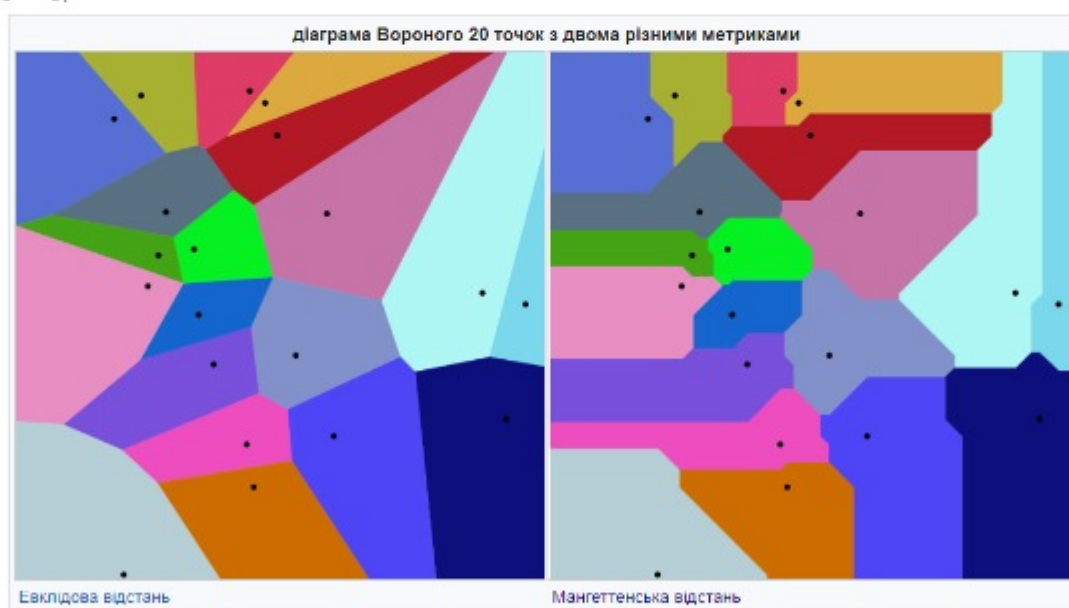 діаграма Вороного 20 точок з двома різними метриками
Евклідова відстань
Мангеттенська відстань